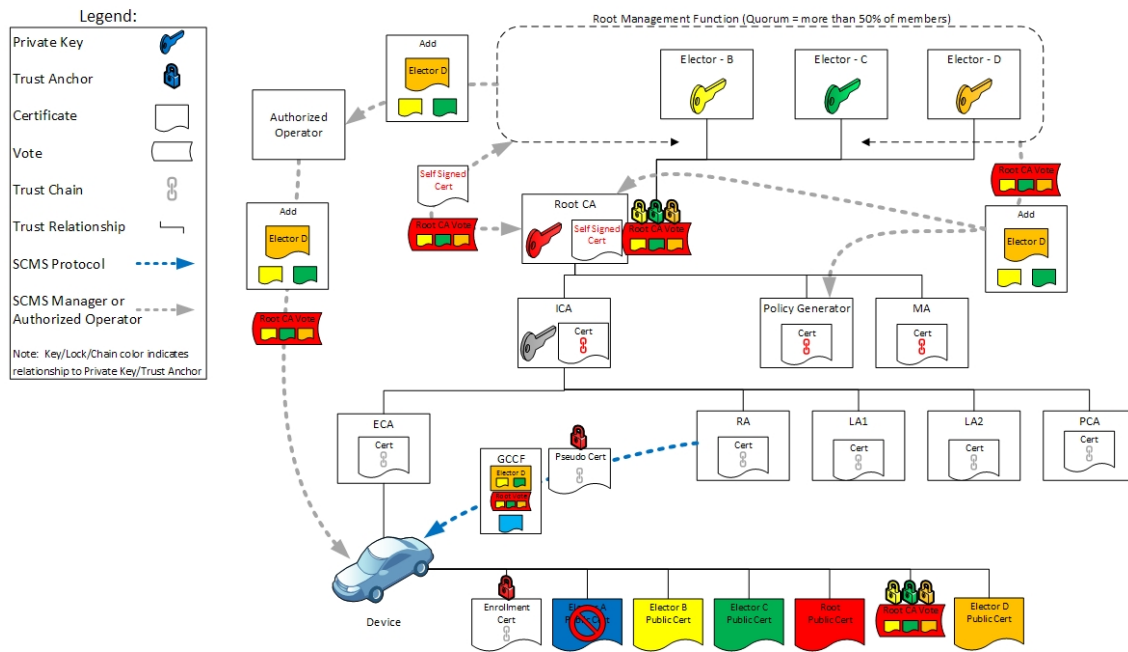 Legend:
Private Key
Trust Anchor
Certificate
Vote
Trust Chain
Trust Relationship
SCMS Protocol
SCMS Manager or
Authorized Operator
Note:  Key/Lock/Chain color indicates
relationship to Private Key/Trust Anchor
Root Management Function (Quorum = more than 50% of members)
Elector - B
Elector - C
Elector - D
Add
Elector D
Authorized
Operator
Self Signed
Cert
Root CA Vote
Root CA
Self Signed
Cert
Root CA Vote
Root CA Vote
Add
Elector D
Add
Elector D
Root CA Vote
ICA
Cert
Policy Generator
Cert
MA
Cert
ECA
Cert
GCCF
Elector D
Root Vote
Pseudo Cert
RA
Cert
LA1
Cert
LA2
Cert
PCA
Cert
Device
Enrollment
Cert
Elector A
Public Cert
Elector B
Public Cert
Elector C
Public Cert
Root
Public Cert
Root CA Vote
Elector D
Public Cert